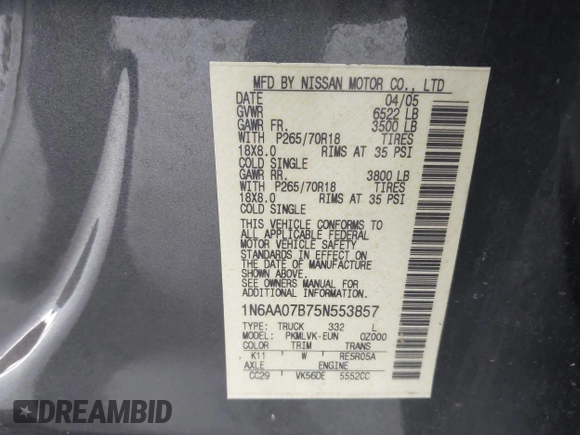 MFD BY NISSAN MOTOR CO., LTD
DATE 04/05
GVWR 6522 LB
GAWR FR. 3500 LB
WITH P265/70R18 TIRES
18X8.0 RIMS AT 35 PSI
COLD SINGLE
GAWR RR. 3800 LB
WITH P265/70R18 TIRES
18X8.0 RIMS AT 35 PSI
COLD SINGLE
THIS VEHICLE CONFORMS TO
ALL APPLICABLE FEDERAL
MOTOR VEHICLE SAFETY
STANDARDS IN EFFECT ON
THE DATE OF MANUFACTURE
SHOWN ABOVE.
SEE OWNERS MANUAL FOR
ADDITIONAL INFORMATION.
1N6AA07B75N553857
TYPE: TRUCK 332 L
MODEL: PKMLVK-EUN 0Z000
COLOR TRIM TRANS
K11 W RE5R05A
AXLE ENGINE
CC29 VK56DE 5552CC
DREAMBID